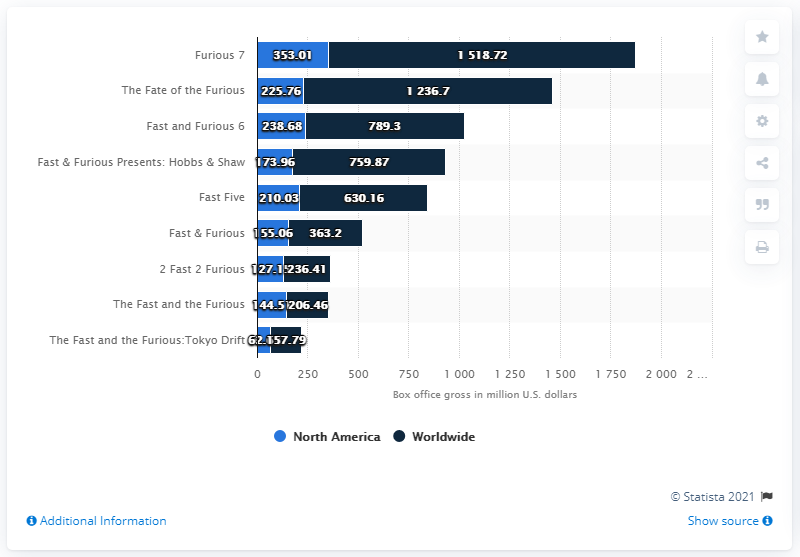 Furious 7 353.01 1 518.72
The Fate of the Furious 225.76 1 236.7
Fast and Furious 6 238.68 789.3
Fast & Furious Presents: Hobbs & Shaw 173.96 759.87
Fast Five 210.03 630.16
Fast & Furious 155.06 363.2
2 Fast 2 Furious 236.41
The Fast and the Furious 206.46
The Fast and the Furious:Tokyo Drift 157.79
0 250 500 750 1 000 1 250 1 500 1 750 2 000 2 ...
Box office gross in million U.S. dollars
North America Worldwide
© Statista 2021
Additional Information Show source